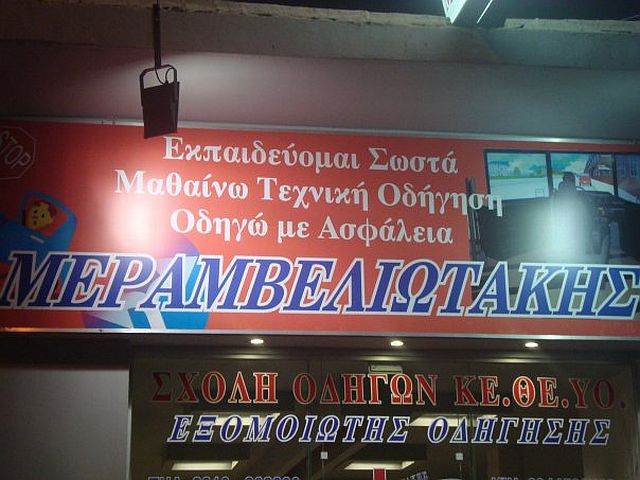 STOP
Εκπαιδεύομαι Σωστά
Μαθαίνω Τεχνική Οδήγηση
Οδηγώ με Ασφάλεια
ΜΕΡΑΜΒΕΛΙΩΤΑΚΗΣ
ΣΧΟΛΗ ΟΔΗΓΩΝ ΚΕ.ΘΕ.ΥΟ.
ΕΞΟΜΟΙΩΤΗΣ ΟΔΗΓΗΣΗΣ